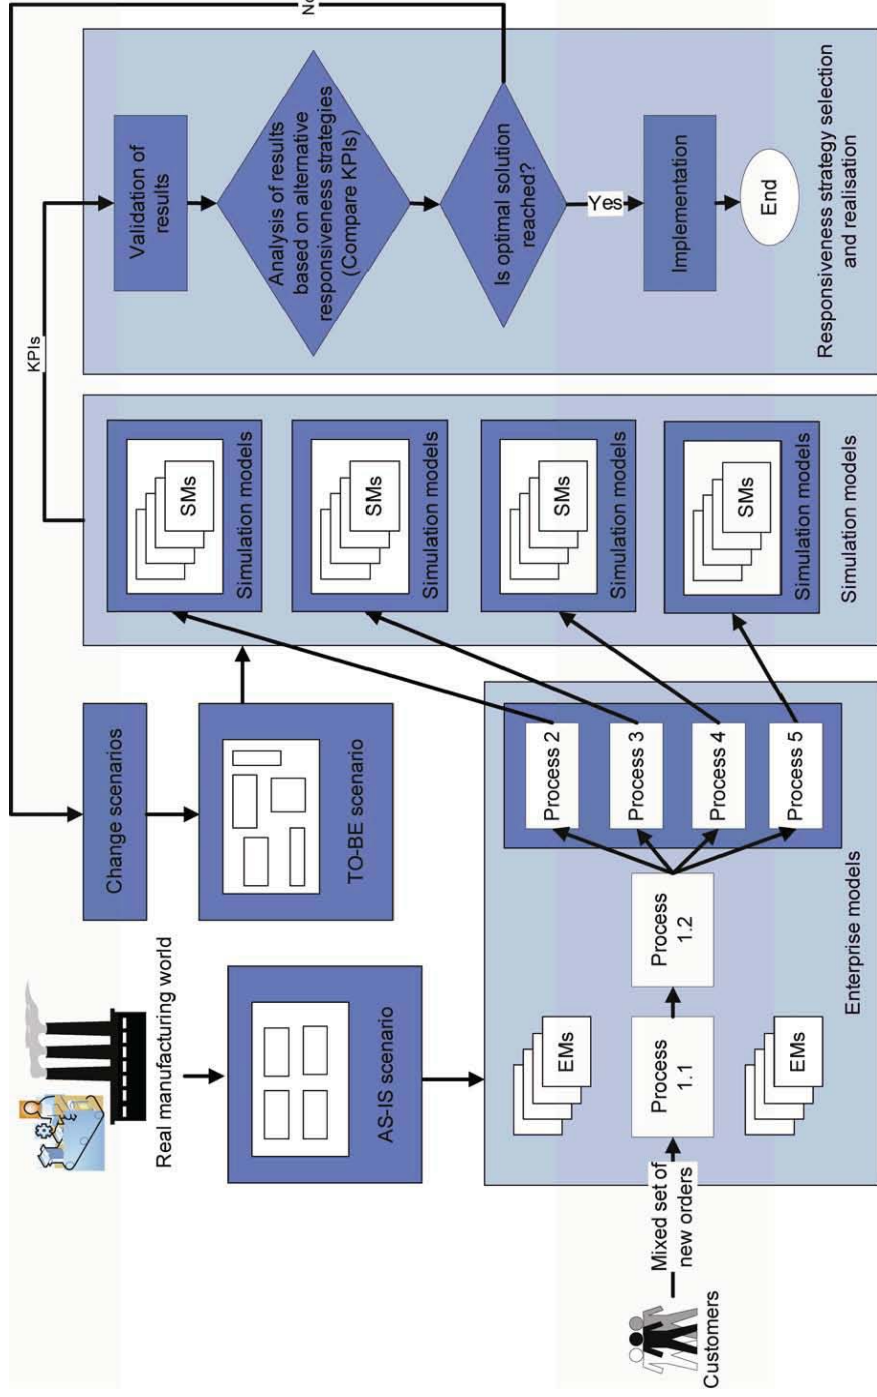 Customers
Mixed set of
new orders
Real manufacturing world
AS-IS scenario
EMs
Process
1.1
EMs
Process
1.2
Enterprise models
Change scenarios
TO-BE scenario
Process 2
Process 3
Process 4
Process 5
SMs
Simulation models
SMs
Simulation models
SMs
Simulation models
SMs
Simulation models
Simulation models
KPIs
Validation of
results
Analysis of results
based on alternative
responsiveness strategies
(Compare KPIs)
Is optimal solution
reached?
No
Yes
Implementation
End
Responsiveness strategy selection
and realisation